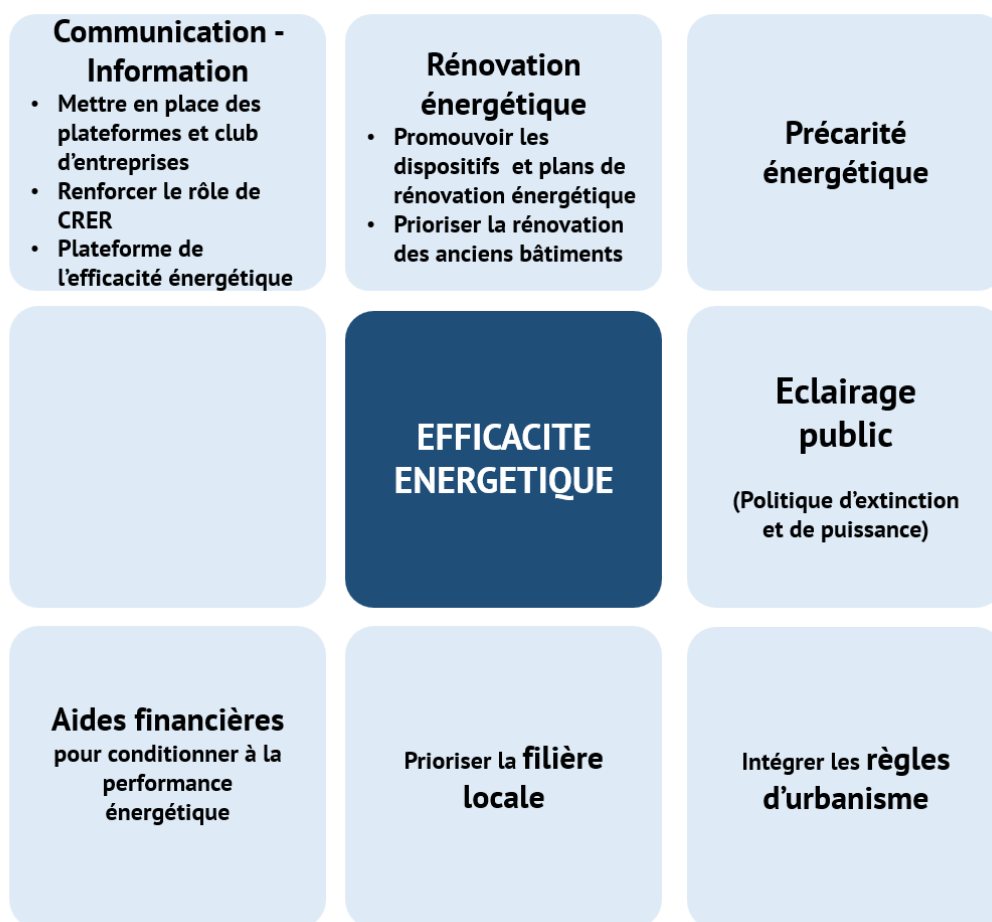 Communication -
Information
• Mettre en place des
plateformes et club
d'entreprises
• Renforcer le rôle de
CRER
• Plateforme de
l'efficacité énergétique
Rénovation
énergétique
• Promouvoir les
dispositifs et plans de
rénovation énergétique
• Prioriser la rénovation
des anciens bâtiments
Précarité
énergétique
EFFICACITE
ENERGETIQUE
Eclairage
public
(Politique d'extinction
et de puissance)
Aides financières
pour conditionner à la
performance
énergétique
Prioriser la filière
locale
Intégrer les règles
d'urbanisme